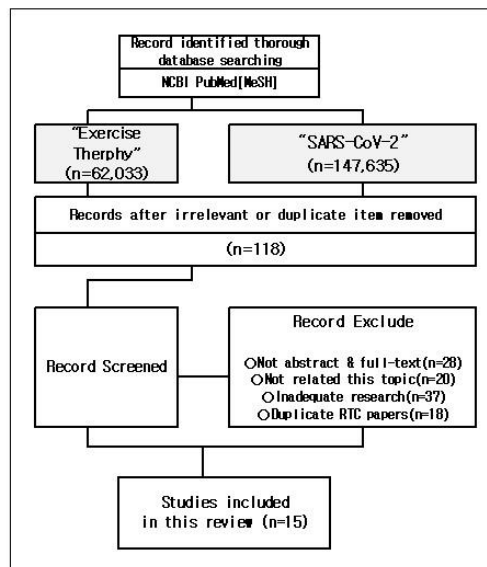 Record identified thorough
database searching
NCBI PubMed[MeSH]
"Exercise
Therphy"
(n=62,033)
"SARS-CoV-2"
(n=147,635)
Records after irrelevant or duplicate item removed
(n=118)
Record Screened
Record Exclude
○Not abstract & full-text(n=28)
○Not related this topic(n=20)
○Inadequate research(n=37)
○Duplicate RTC papers(n=18)
Studies included
in this review (n=15)